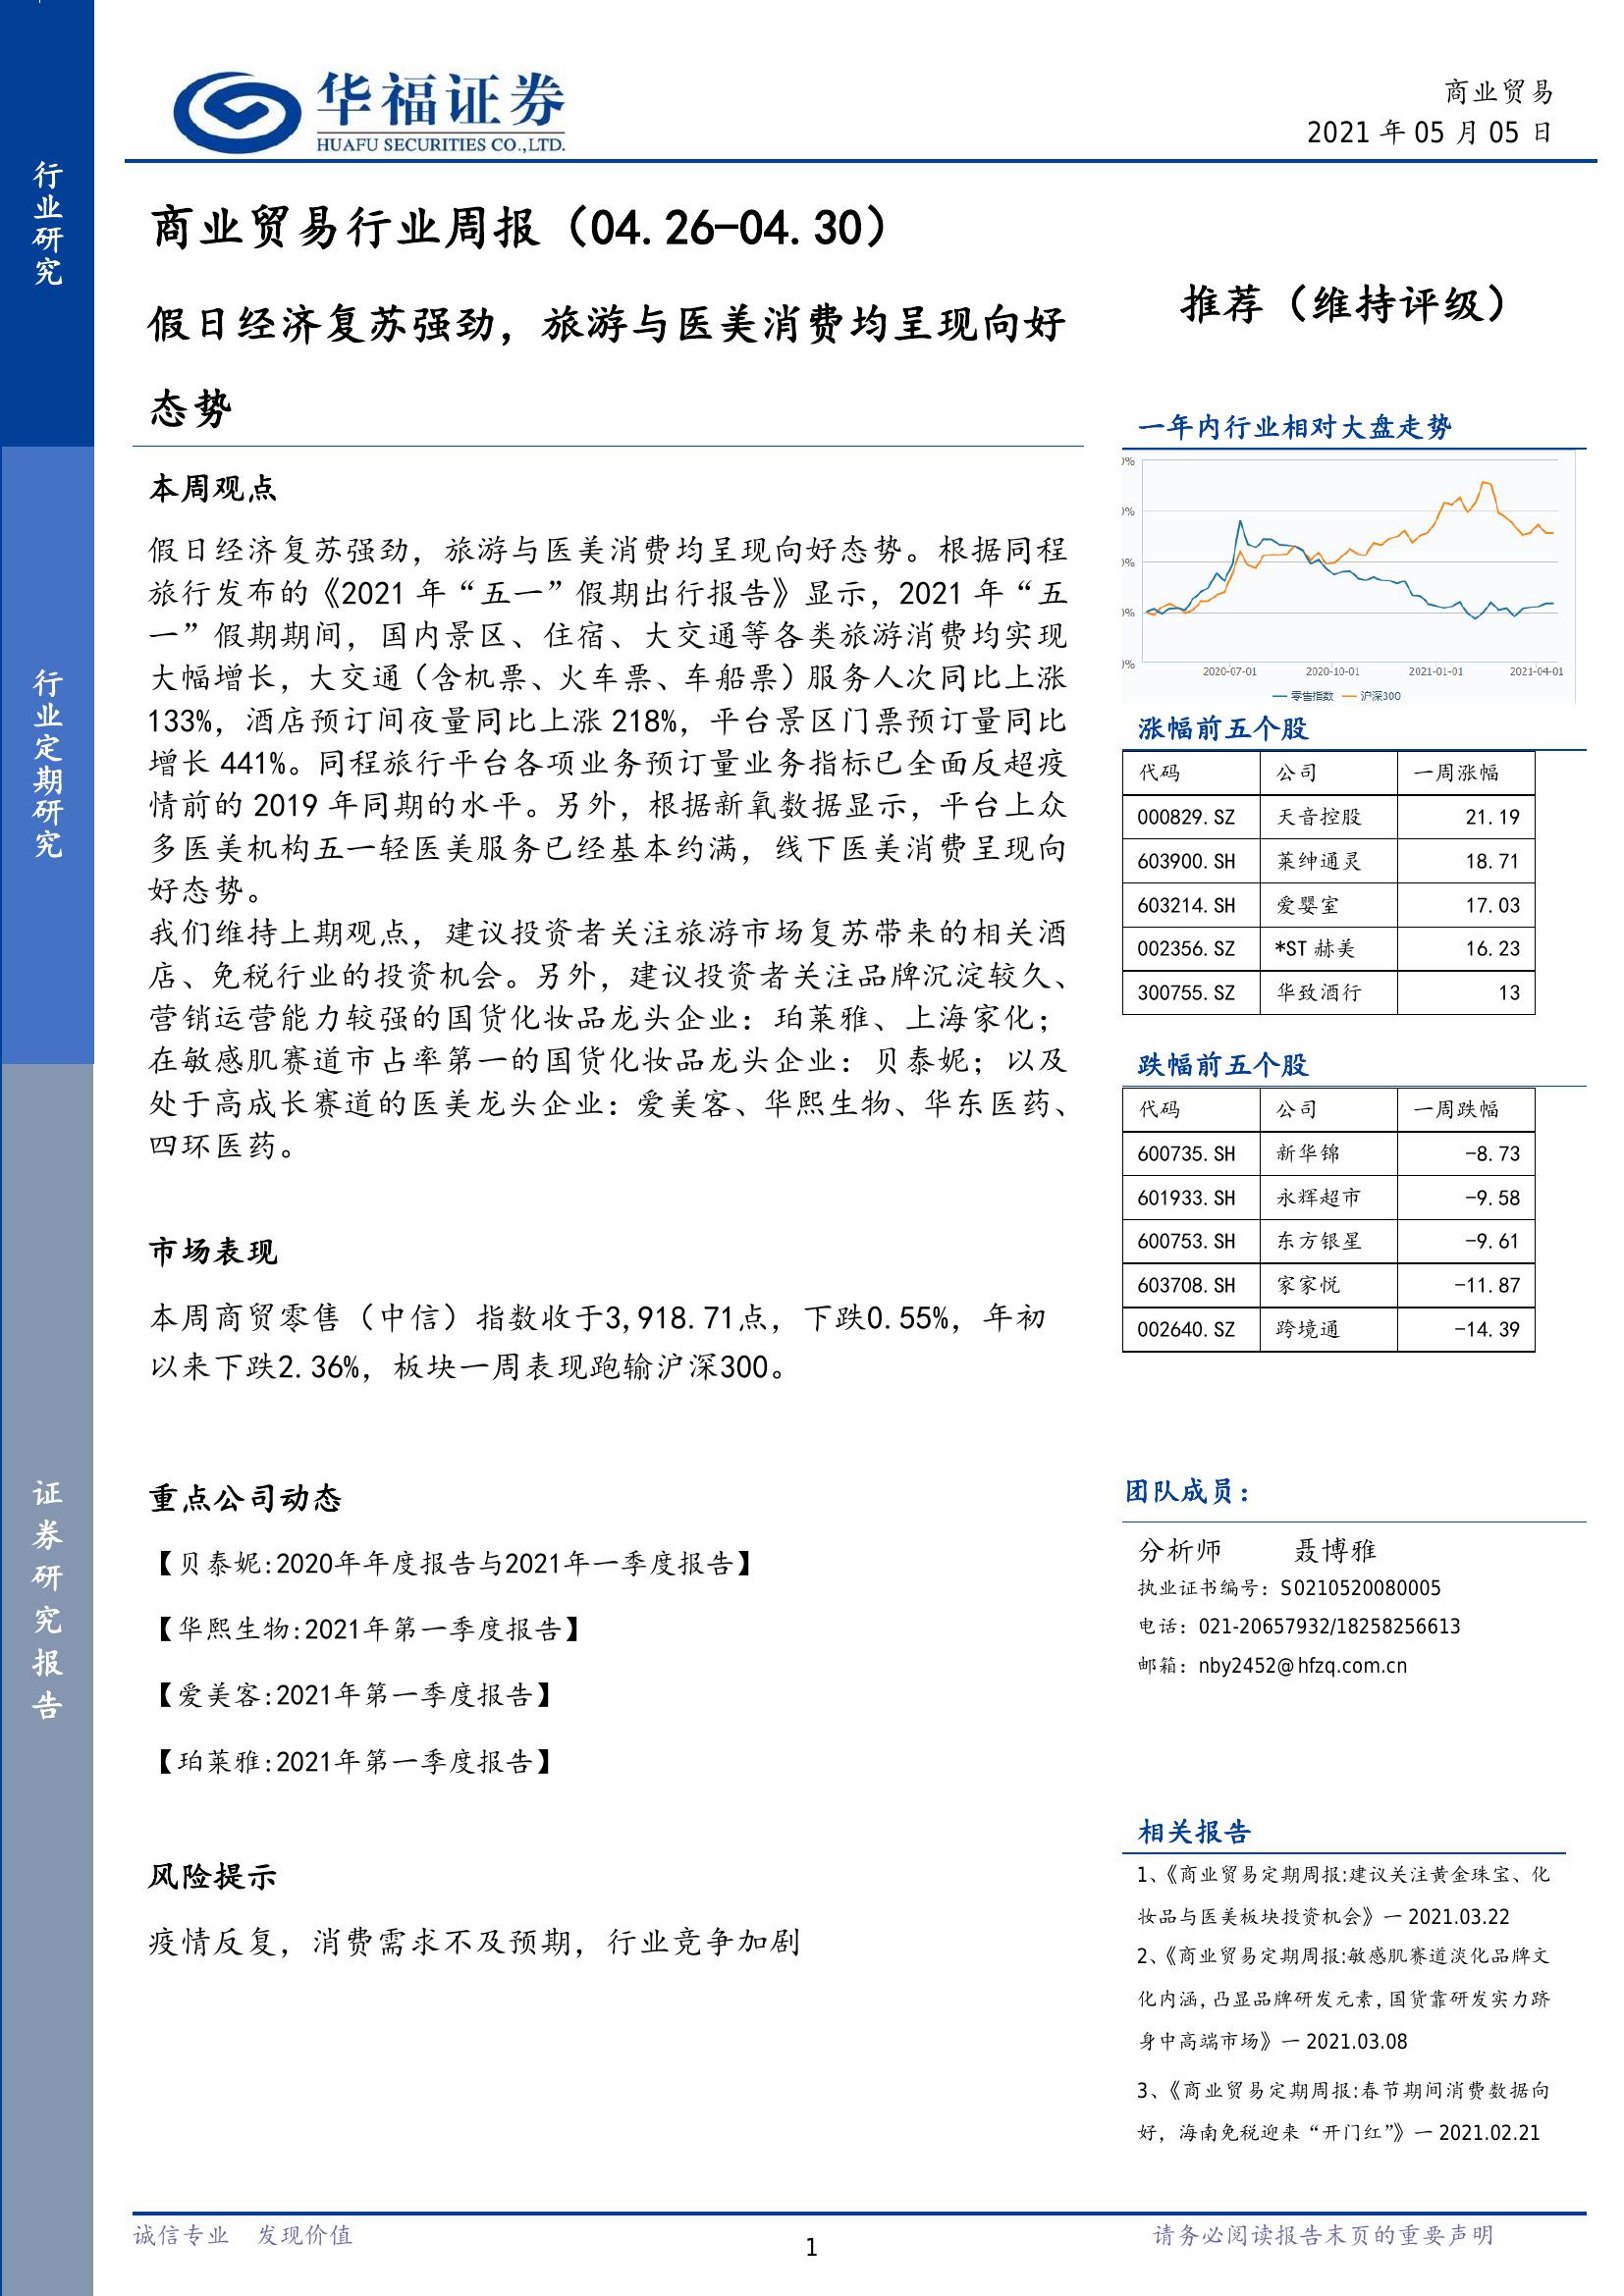 华福证券
HUAFU SECURITIES CO.,LTD.
商业贸易
2021 年 05 月 05 日
行业研究
行业定期研究
证券研究报告
商业贸易行业周报（04.26-04.30）
假日经济复苏强劲，旅游与医美消费均呈现向好
态势
推荐（维持评级）
本周观点
假日经济复苏强劲，旅游与医美消费均呈现向好态势。根据同程
旅行发布的《2021 年“五一”假期出行报告》显示，2021 年“五
一”假期期间，国内景区、住宿、大交通等各类旅游消费均实现
大幅增长，大交通（含机票、火车票、车船票）服务人次同比上涨
133%，酒店预订间夜量同比上涨 218%，平台景区门票预订量同比
增长 441%。同程旅行平台各项业务预订量业务指标已全面反超疫
情前的 2019 年同期的水平。另外，根据新氧数据显示，平台上众
多医美机构五一轻医美服务已经基本约满，线下医美消费呈现向
好态势。
我们维持上期观点，建议投资者关注旅游市场复苏带来的相关酒
店、免税行业的投资机会。另外，建议投资者关注品牌沉淀较久、
营销运营能力较强的国货化妆品龙头企业：珀莱雅、上海家化；
在敏感肌赛道市占率第一的国货化妆品龙头企业：贝泰妮；以及
处于高成长赛道的医美龙头企业：爱美客、华熙生物、华东医药、
四环医药。
市场表现
本周商贸零售（中信）指数收于3,918.71点，下跌0.55%，年初
以来下跌2.36%，板块一周表现跑输沪深300。
重点公司动态
【贝泰妮:2020年年度报告与2021年一季度报告】
【华熙生物:2021年第一季度报告】
【爱美客:2021年第一季度报告】
【珀莱雅:2021年第一季度报告】
风险提示
疫情反复，消费需求不及预期，行业竞争加剧
一年内行业相对大盘走势
0%
0%
0%
0%
2020-07-01 2020-10-01 2021-01-01 2021-04-01
零售指数 沪深300
涨幅前五个股
代码 公司 一周涨幅
000829.SZ 天音控股 21.19
603900.SH 莱绅通灵 18.71
603214.SH 爱婴室 17.03
002356.SZ *ST 赫美 16.23
300755.SZ 华致酒行 13
跌幅前五个股
代码 公司 一周跌幅
600735.SH 新华锦 -8.73
601933.SH 永辉超市 -9.58
600753.SH 东方银星 -9.61
603708.SH 家家悦 -11.87
002640.SZ 跨境通 -14.39
团队成员：
分析师 聂博雅
执业证书编号：S0210520080005
电话：021-20657932/18258256613
邮箱：nby2452@hfzq.com.cn
相关报告
1、《商业贸易定期周报:建议关注黄金珠宝、化
妆品与医美板块投资机会》一 2021.03.22
2、《商业贸易定期周报:敏感肌赛道淡化品牌文
化内涵,凸显品牌研发元素,国货靠研发实力跻
身中高端市场》一 2021.03.08
3、《商业贸易定期周报:春节期间消费数据向
好，海南免税迎来“开门红”》一 2021.02.21
诚信专业 发现价值
1
请务必阅读报告末页的重要声明